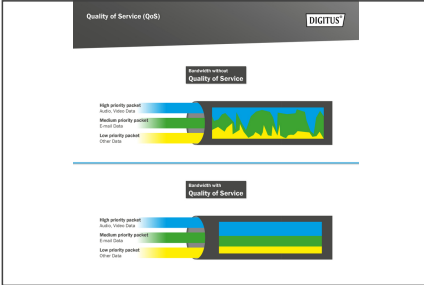 Quality of Service (QoS)
DIGITUS®
Bandwidth without
Quality of Service
High priority packet
Audio, Video Data
Medium priority packet
E-mail Data
Low priority packet
Other Data
Bandwidth with
Quality of Service
High priority packet
Audio, Video Data
Medium priority packet
E-mail Data
Low priority packet
Other Data